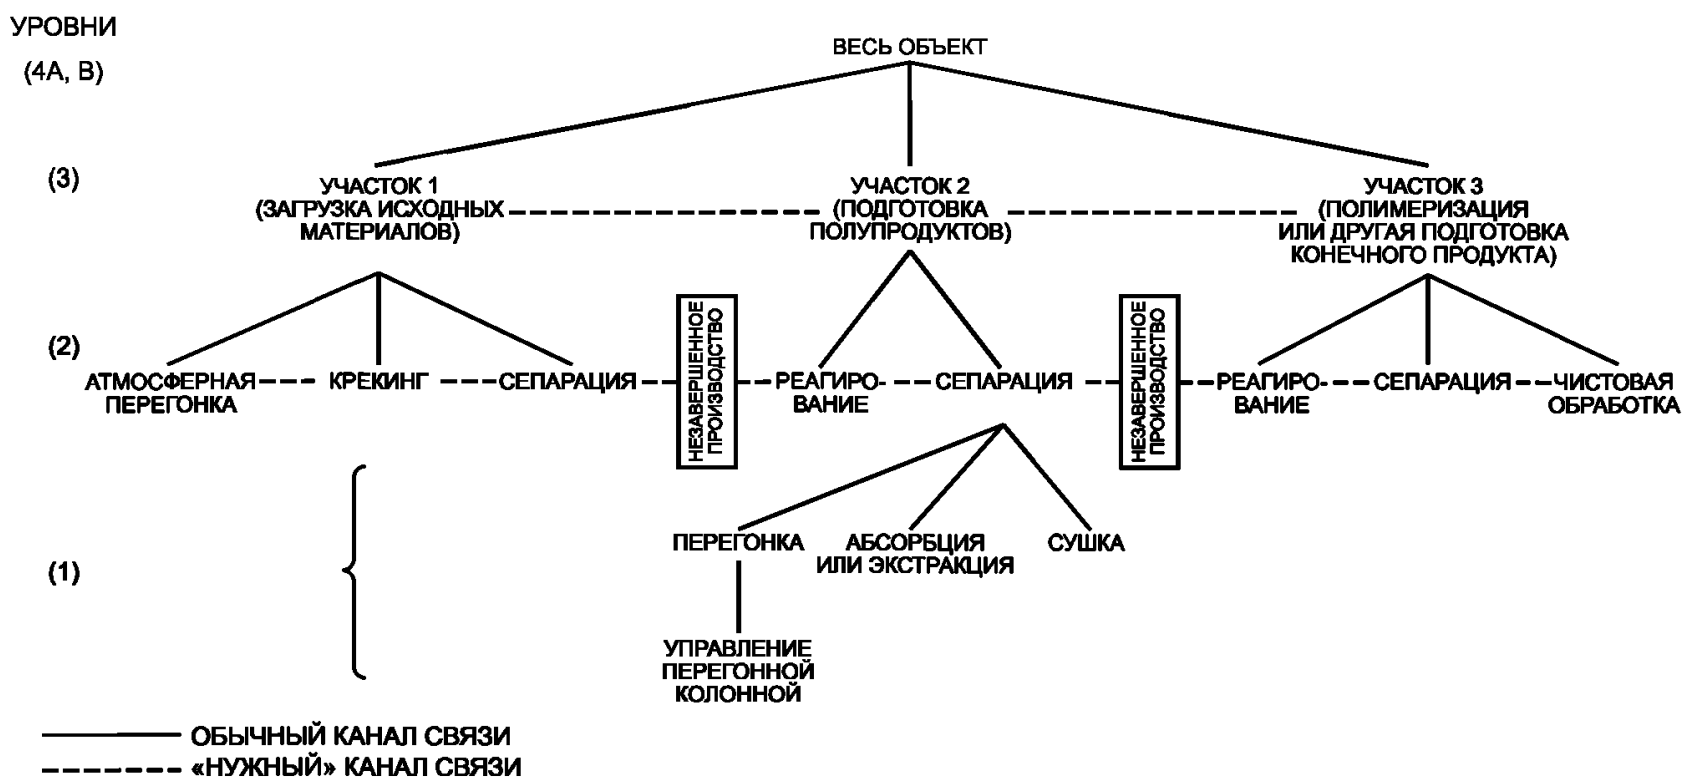 УРОВНИ
(4А, В)
ВЕСЬ ОБЪЕКТ
(3)
УЧАСТОК 1
(ЗАГРУЗКА ИСХОДНЫХ
МАТЕРИАЛОВ)
УЧАСТОК 2
(ПОДГОТОВКА
ПОЛУПРОДУКТОВ)
УЧАСТОК 3
(ПОЛИМЕРИЗАЦИЯ
ИЛИ ДРУГАЯ ПОДГОТОВКА
КОНЕЧНОГО ПРОДУКТА)
(2)
АТМОСФЕРНАЯ
ПЕРЕГОНКА
КРЕКИНГ
СЕПАРАЦИЯ
НЕЗАВЕРШЕННОЕ
ПРОИЗВОДСТВО
РЕАГИРО-
ВАНИЕ
СЕПАРАЦИЯ
НЕЗАВЕРШЕННОЕ
ПРОИЗВОДСТВО
РЕАГИРО-
ВАНИЕ
СЕПАРАЦИЯ
ЧИСТОВАЯ
ОБРАБОТКА
(1)
ПЕРЕГОНКА
АБСОРБЦИЯ
ИЛИ ЭКСТРАКЦИЯ
СУШКА
УПРАВЛЕНИЕ
ПЕРЕГОННОЙ
КОЛОННОЙ
ОБЫЧНЫЙ КАНАЛ СВЯЗИ
«НУЖНЫЙ» КАНАЛ СВЯЗИ